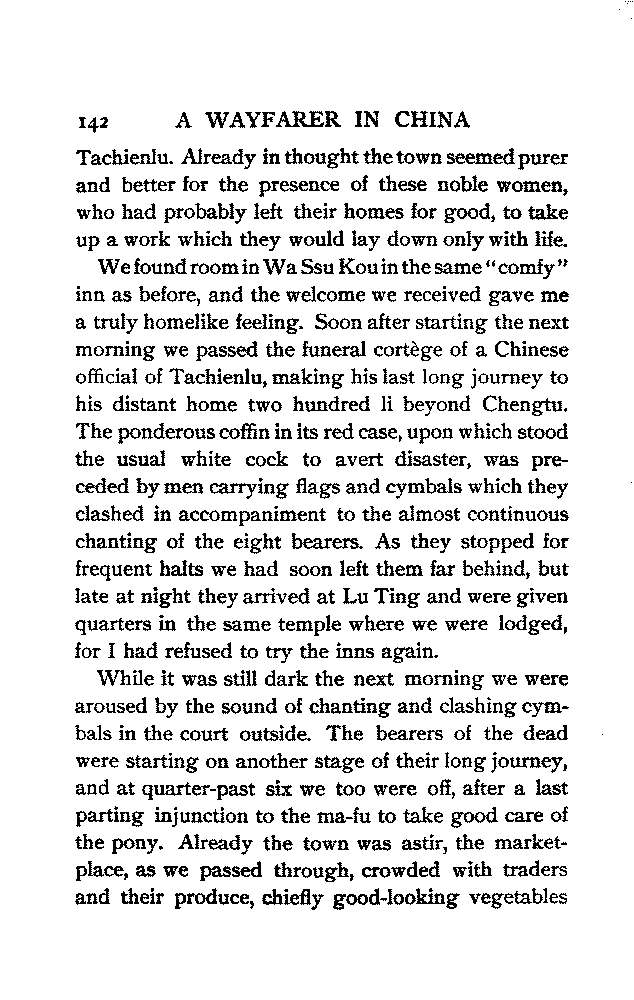 142 A WAYFARER IN CHINA
Tachienlu. Already in thought the town seemed purer
and better for the presence of these noble women,
who had probably left their homes for good, to take
up a work which they would lay down only with life.
We found room in Wa Ssu Kou in the same "comfy"
inn as before, and the welcome we received gave me
a truly homelike feeling. Soon after starting the next
morning we passed the funeral cortège of a Chinese
official of Tachienlu, making his last long journey to
his distant home two hundred li beyond Chengtu.
The ponderous coffin in its red case, upon which stood
the usual white cock to avert disaster, was pre-
ceded by men carrying flags and cymbals which they
clashed in accompaniment to the almost continuous
chanting of the eight bearers. As they stopped for
frequent halts we had soon left them far behind, but
late at night they arrived at Lu Ting and were given
quarters in the same temple where we were lodged,
for I had refused to try the inns again.
While it was still dark the next morning we were
aroused by the sound of chanting and clashing cym-
bals in the court outside. The bearers of the dead
were starting on another stage of their long journey,
and at quarter-past six we too were off, after a last
parting injunction to the ma-fu to take good care of
the pony. Already the town was astir, the market-
place, as we passed through, crowded with traders
and their produce, chiefly good-looking vegetables